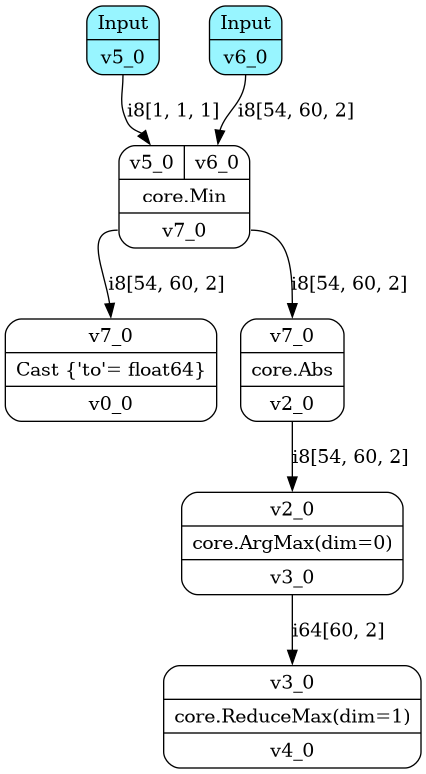 Input
v5_0
Input
v6_0
i8[1, 1, 1]
i8[54, 60, 2]
v5_0
v6_0
core.Min
v7_0
i8[54, 60, 2]
i8[54, 60, 2]
v7_0
Cast {'to'= float64}
v0_0
v7_0
core.Abs
v2_0
i8[54, 60, 2]
v2_0
core.ArgMax(dim=0)
v3_0
i64[60, 2]
v3_0
core.ReduceMax(dim=1)
v4_0